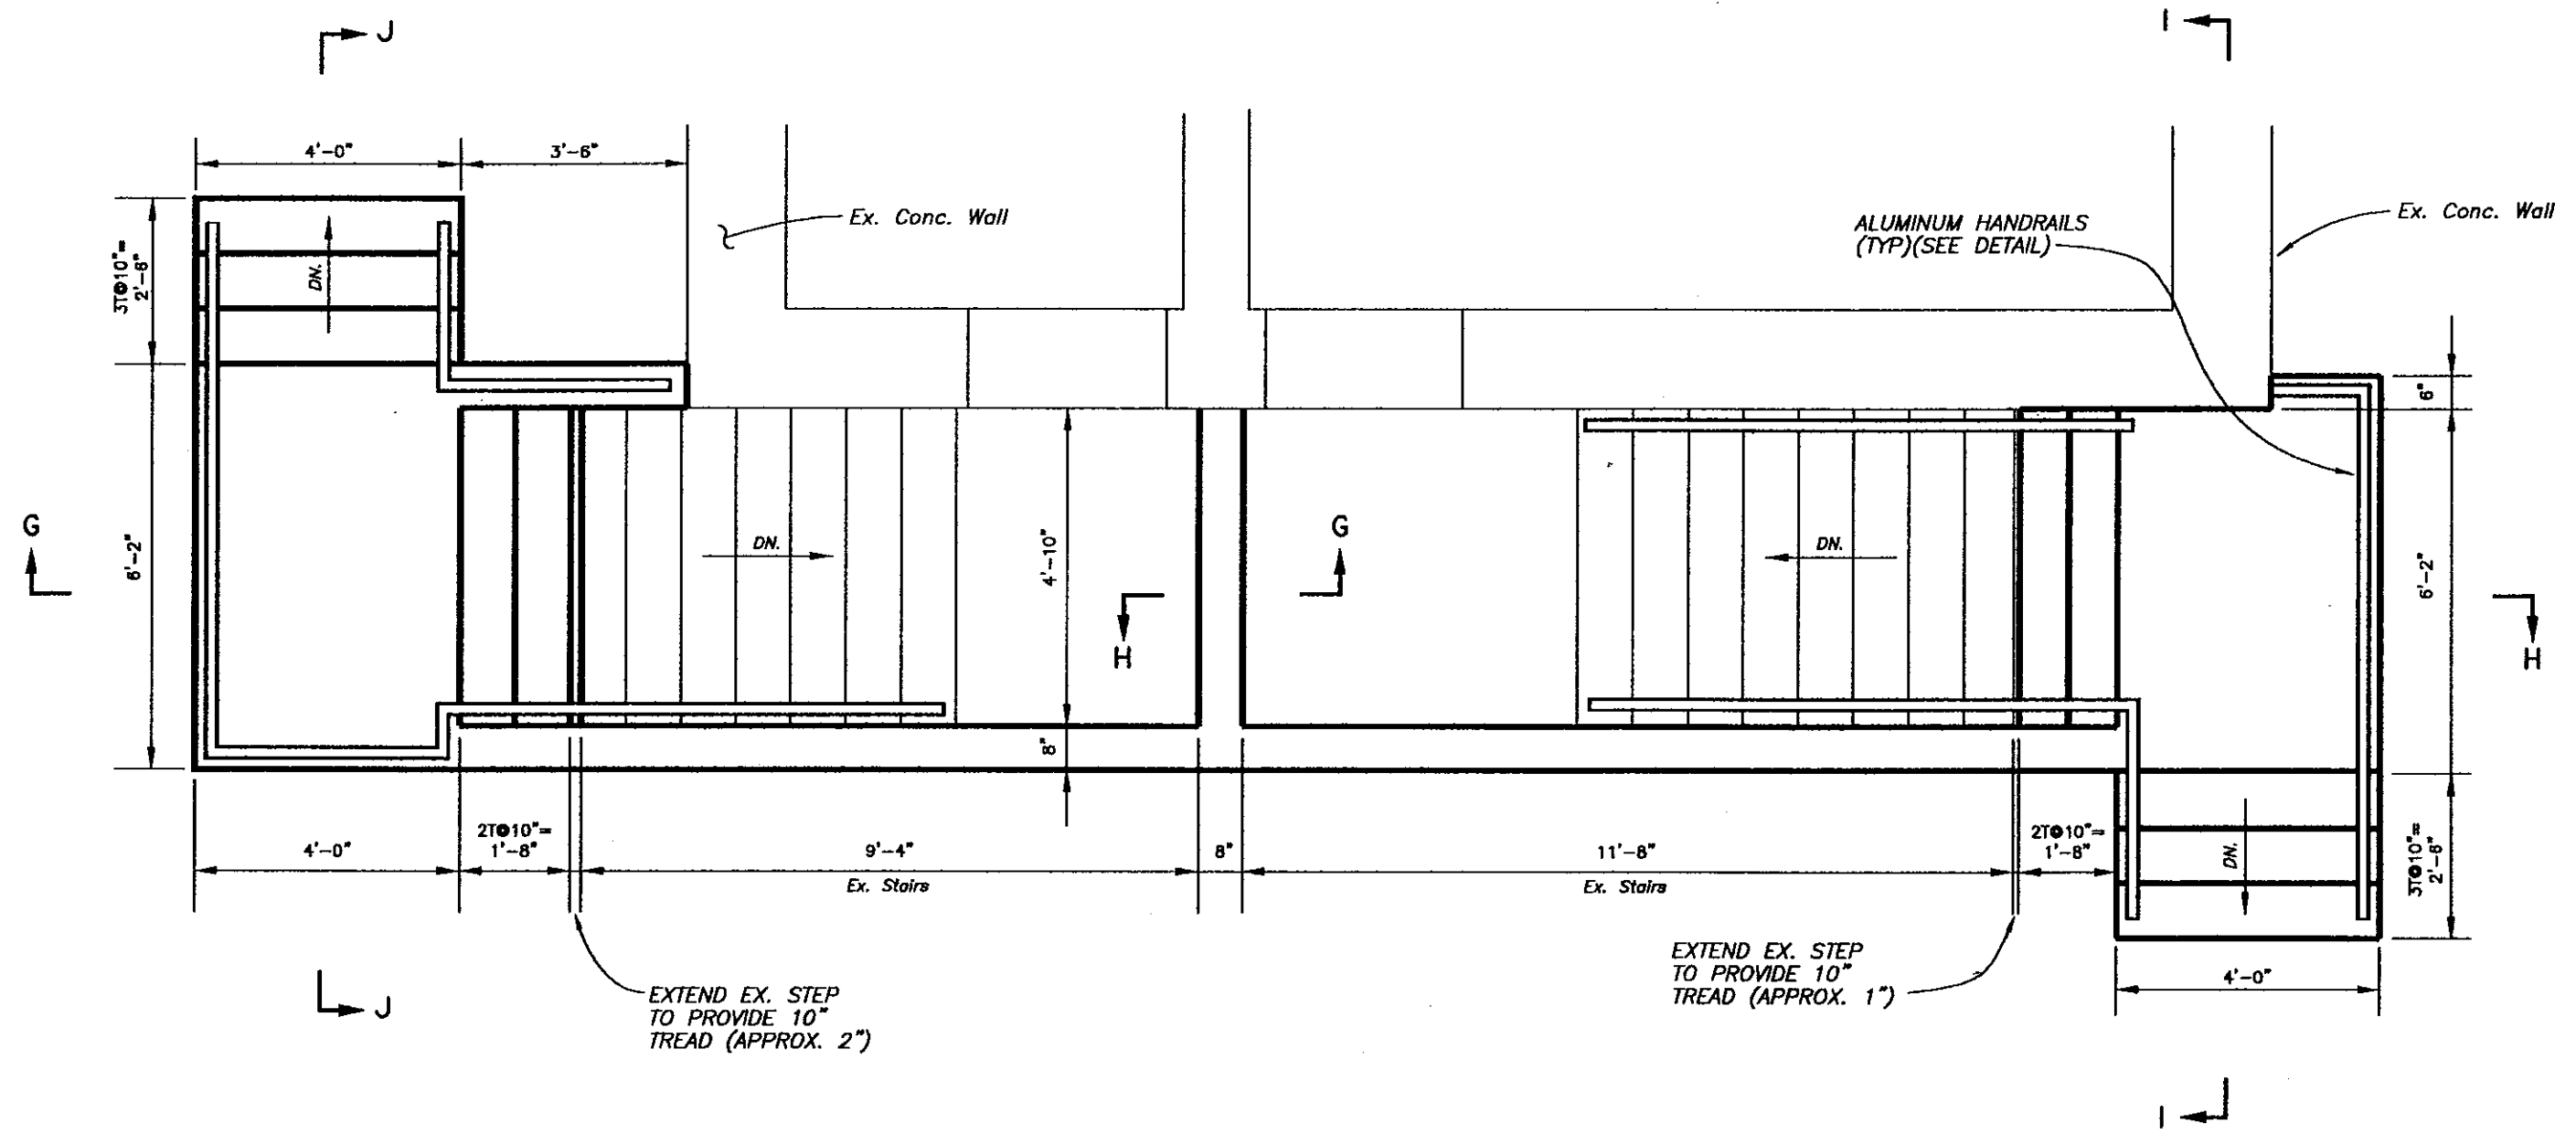 J
I
4'-0"
3'-6"
Ex. Conc. Wall
ALUMINUM HANDRAILS
(TYP)(SEE DETAIL)
Ex. Conc. Wall
3T@10"=
2'-6"
DN.
6"
G
6'-2"
DN.
4'-10"
H
G
DN.
6'-2"
H
8"
4'-0"
2T@10"=
1'-8"
9'-4"
Ex. Stairs
8"
11'-8"
Ex. Stairs
2T@10"=
1'-8"
DN.
3T@10"=
2'-6"
4'-0"
J
EXTEND EX. STEP
TO PROVIDE 10"
TREAD (APPROX. 2")
EXTEND EX. STEP
TO PROVIDE 10"
TREAD (APPROX. 1")
I